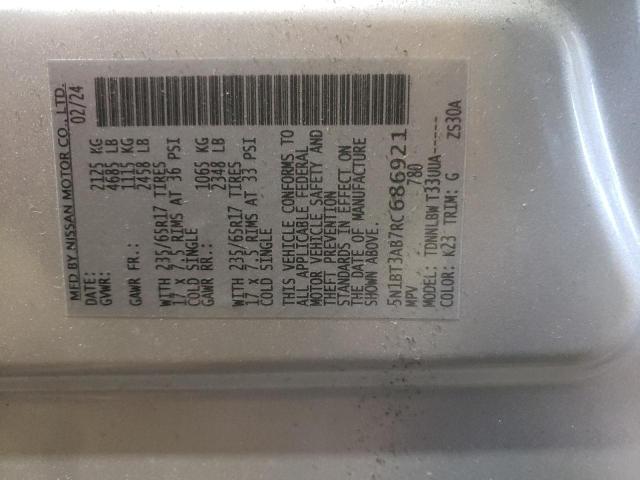 MFD BY NISSAN MOTOR CO., LTD.
DATE: 02/24
GVWR: 2125 KG
4685 LB
GAWR FR.: 1115 KG
2458 LB
WITH 235/65R17 TIRES
17 X 7.5 RIMS AT 36 PSI
COLD SINGLE
GAWR RR.: 1065 KG
2348 LB
WITH 235/65R17 TIRES
17 X 7.5 RIMS AT 33 PSI
COLD SINGLE
THIS VEHICLE CONFORMS TO
ALL APPLICABLE FEDERAL
MOTOR VEHICLE SAFETY AND
THEFT PREVENTION
STANDARDS IN EFFECT ON
THE DATE OF MANUFACTURE
SHOWN ABOVE.
5N1BT3AB7RC686921
MPV 780
MODEL: TDNNLBW T33UUA-----
COLOR: K23 TRIM: G ZS30A